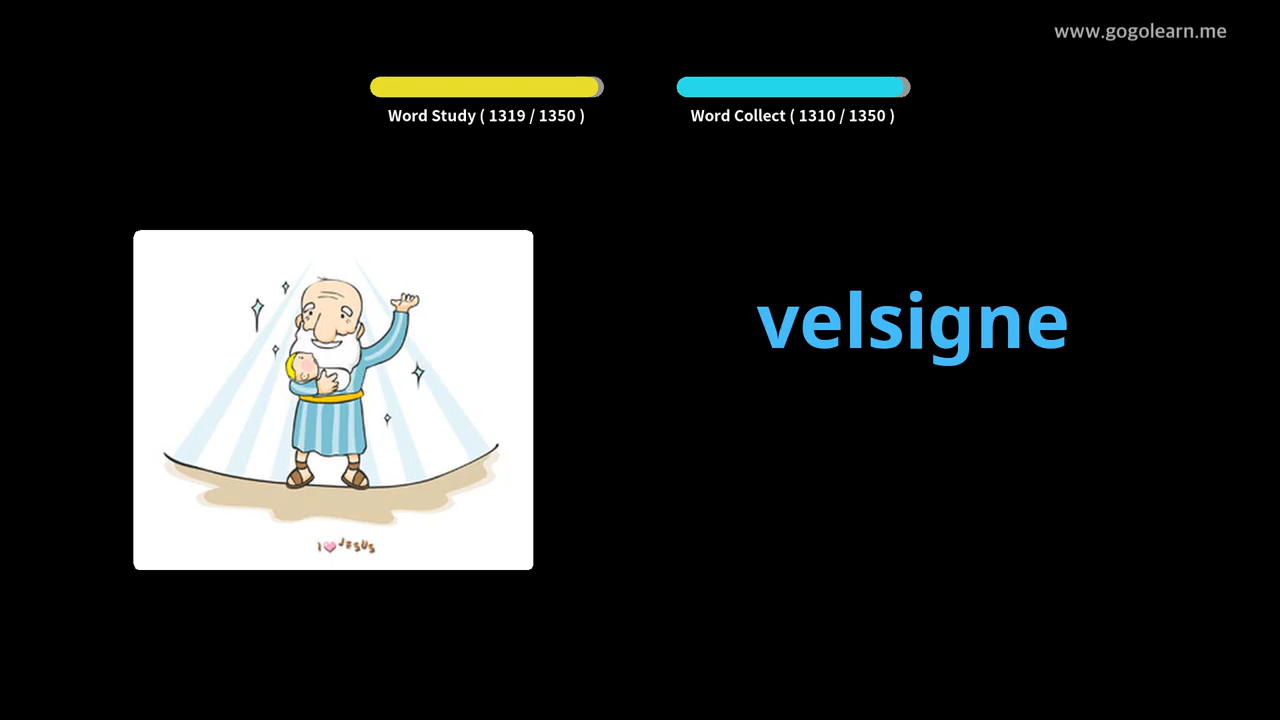 www.gogolearn.me
Word Study ( 1319 / 1350 )
Word Collect ( 1310 / 1350 )
velsigne
I ❤ JESUS